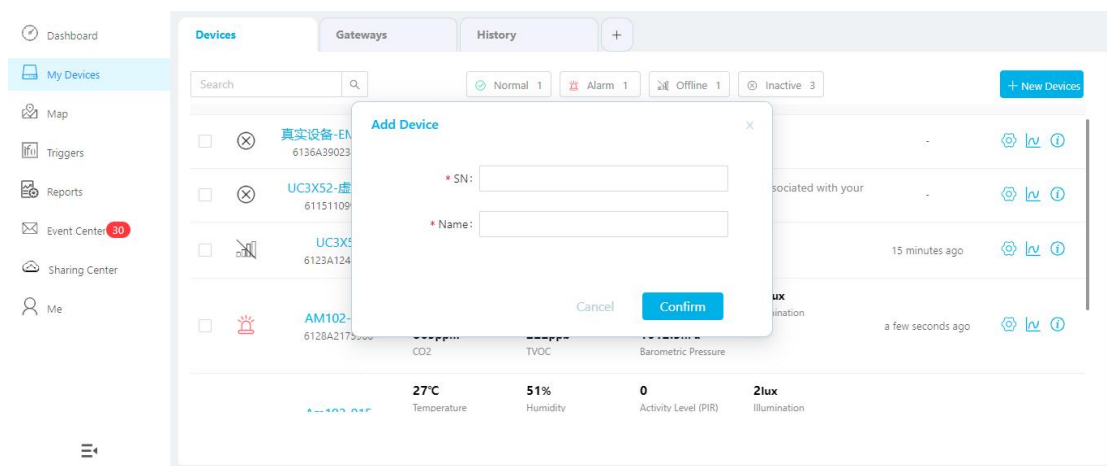 Dashboard
My Devices
Map
Triggers
Reports
Event Center 30
Sharing Center
Me
Devices
Gateways
History
+
Search
Normal 1
Alarm 1
Offline 1
Inactive 3
+ New Devices
Add Device
x
* SN:
* Name:
Cancel
Confirm
真实设备-EM
6136A39023
-
UC3X52-虚
6115110
sociated with your
-
UC3X5
6123A124
15 minutes ago
AM102-
6128A2175
lux
ination
CO2
TVOC
Barometric Pressure
a few seconds ago
27℃
51%
0
2lux
Temperature
Humidity
Activity Level (PIR)
Illumination